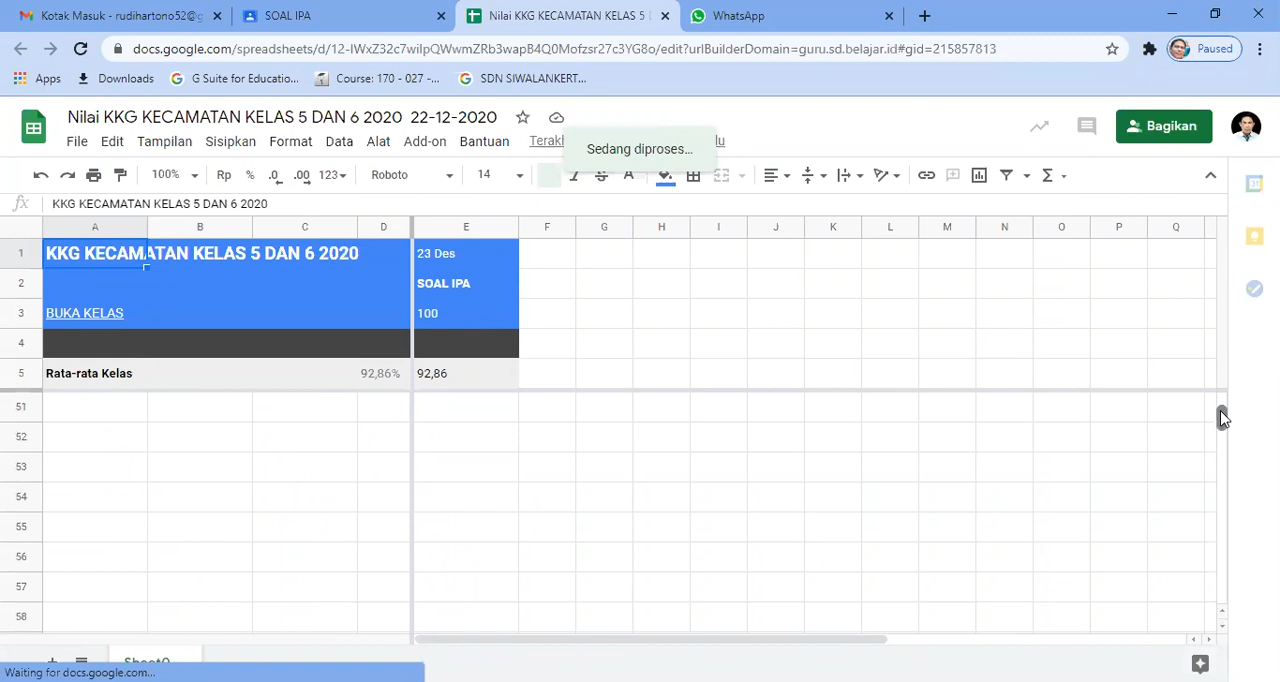 Kotak Masuk - rudihartono52@g
SOAL IPA
Nilai KKG KECAMATAN KELAS 5 D
WhatsApp
docs.google.com/spreadsheets/d/12-IWxZ32c7wiIpQWwmZRb3wapB4Q0Mofzsr27c3YG8o/edit?urlBuilderDomain=guru.sd.belajar.id#gid=215857813
Paused
Apps
Downloads
G Suite for Educatio...
Course: 170 - 027 -...
SDN SIWALANKERT...
Nilai KKG KECAMATAN KELAS 5 DAN 6 2020 22-12-2020
File Edit Tampilan Sisipkan Format Data Alat Add-on Bantuan Terakh
Sedang diproses...
lu
Bagikan
100% Rp % .0 .00 123 Roboto 14
fx KKG KECAMATAN KELAS 5 DAN 6 2020
A B C D E F G H I J K L M N O P Q
1 KKG KECAMATAN KELAS 5 DAN 6 2020 23 Des
2 SOAL IPA
3 BUKA KELAS 100
4
5 Rata-rata Kelas 92,86% 92,86
51
52
53
54
55
56
57
58
Waiting for docs.google.com...